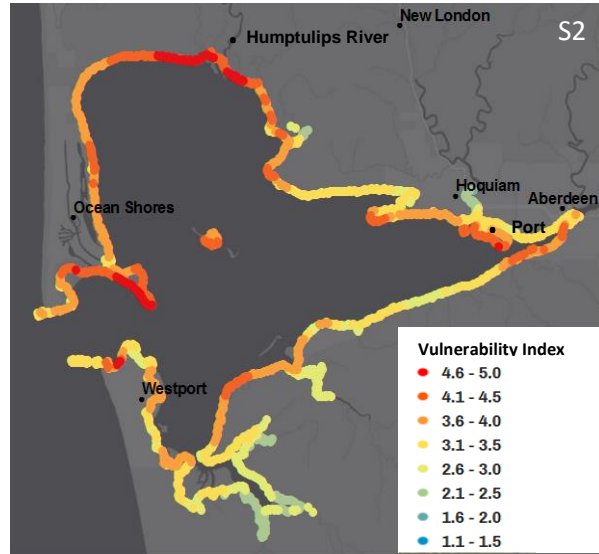 New London
S2
Humptulips River
Hoquiam
Aberdeen
Ocean Shores
Port
Westport
Vulnerability Index
4.6 - 5.0
4.1 - 4.5
3.6 - 4.0
3.1 - 3.5
2.6 - 3.0
2.1 - 2.5
1.6 - 2.0
1.1 - 1.5